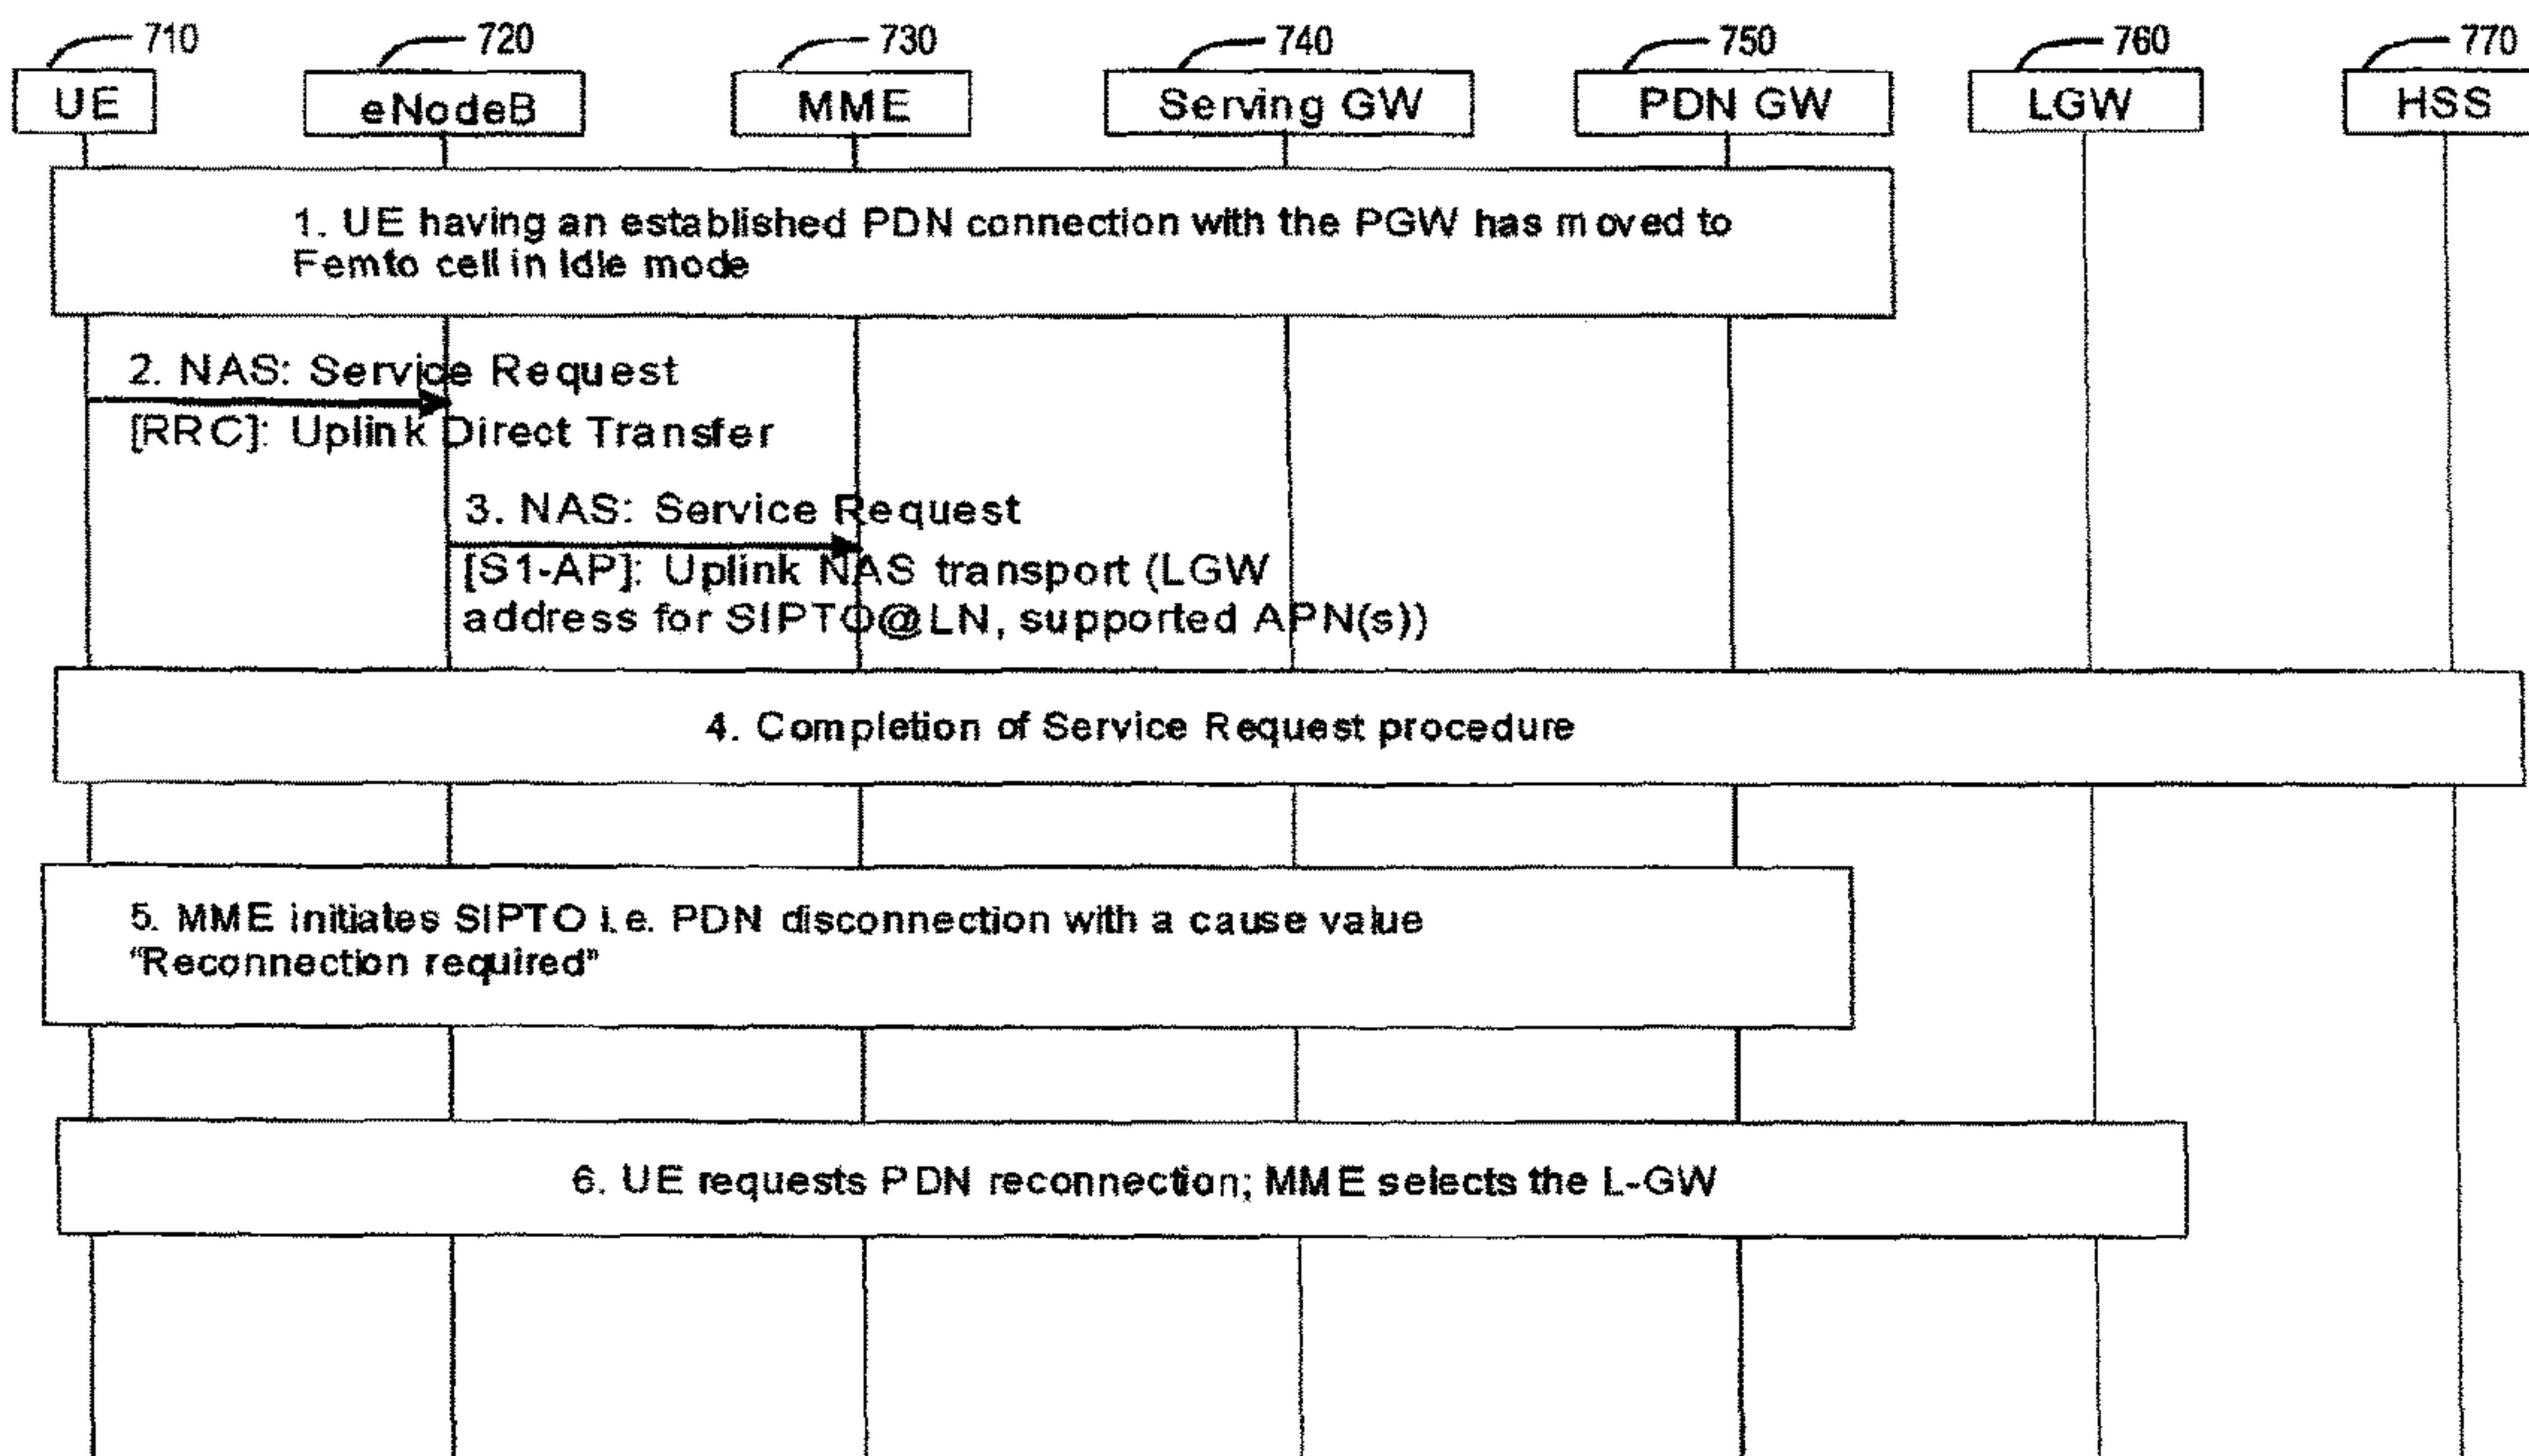 710
720
730
740
750
760
770
UE
eNodeB
MME
Serving GW
PDN GW
LGW
HSS
1. UE having an established PDN connection with the PGW has moved to
Femto cell in Idle mode
2. NAS: Service Request
[RRC]: Uplink Direct Transfer
3. NAS: Service Request
[S1-AP]: Uplink NAS transport (LGW
address for SIPTO@LN, supported APN(s))
4. Completion of Service Request procedure
5. MME initiates SIPTO i.e. PDN disconnection with a cause value
"Reconnection required"
6. UE requests PDN reconnection; MME selects the L-GW